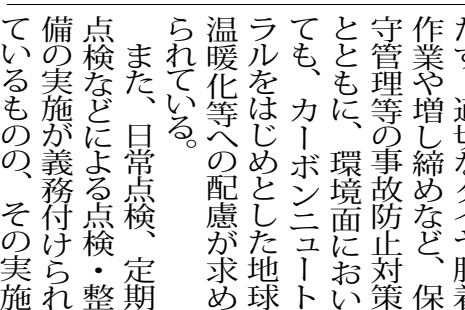 作業や増し締めなど、保
守管理等の事故防止対策
とともに、環境面におい
ても、カーボンニュート
ラルをはじめとした地球
温暖化等への配慮が求め
られている。
また、日常点検、定期
点検などによる点検・整
備の実施が義務付けられ
ているものの、その実施